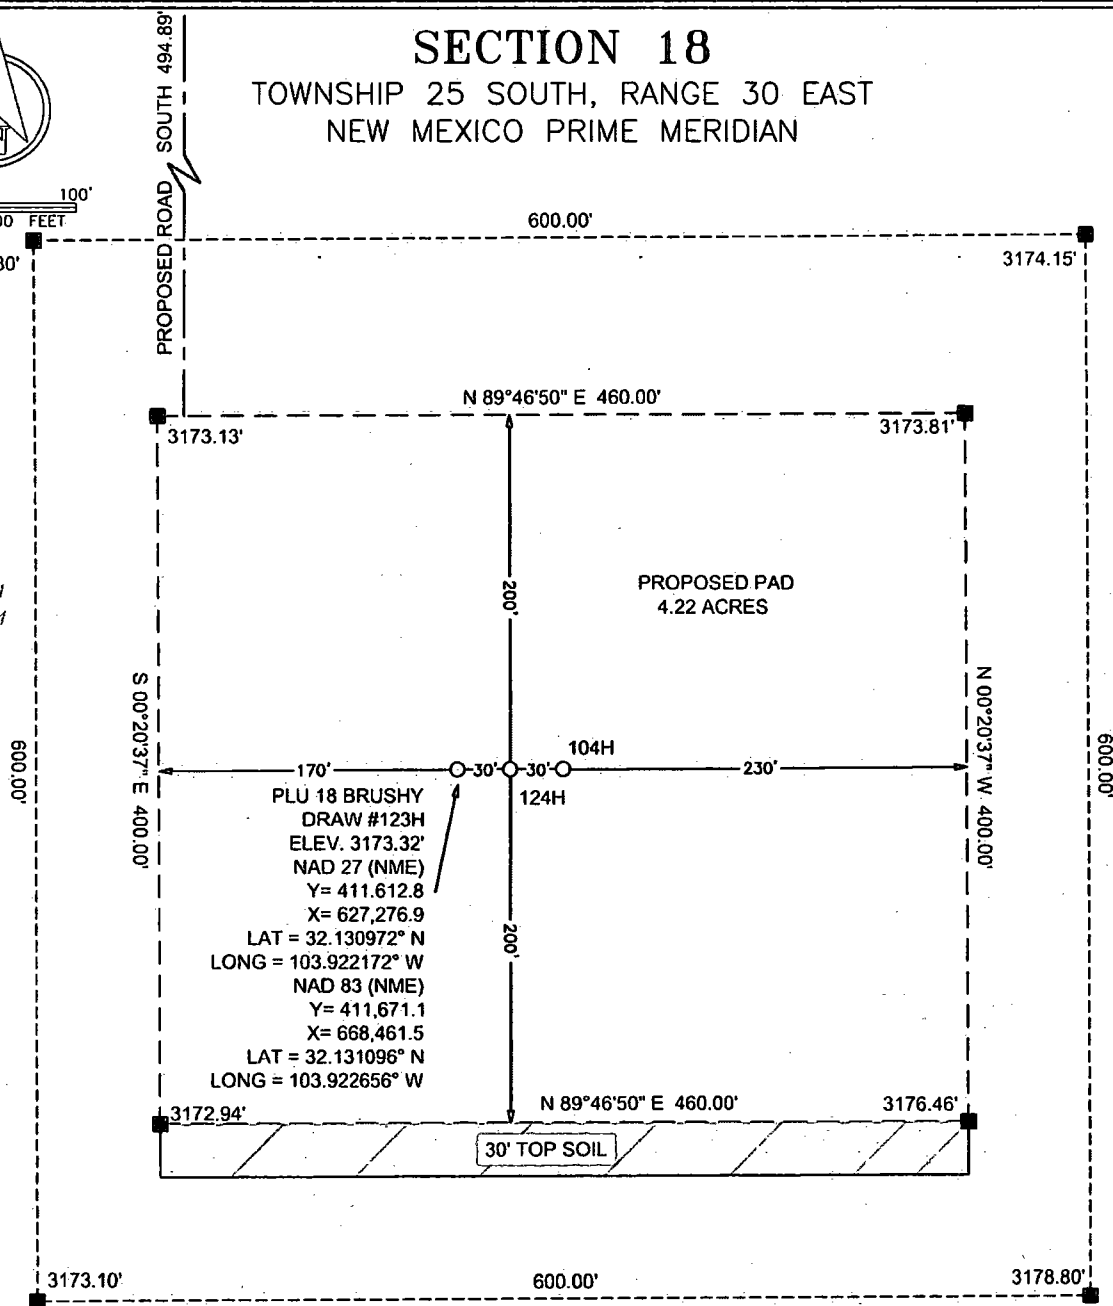 SECTION 18
TOWNSHIP 25 SOUTH, RANGE 30 EAST
NEW MEXICO PRIME MERIDIAN
PROPOSED ROAD SOUTH 494.89'
100'
FEET
600.00'
3174.15'
N 89°46'50" E 460.00'
3173.13'
3173.81'
200'
PROPOSED PAD
4.22 ACRES
S 00°20'37" E 400.00'
N 00°20'37" W 400.00'
600.00'
600.00'
104H
170'
30'
30'
230'
124H
PLU 18 BRUSHY
DRAW #123H
ELEV. 3173.32'
NAD 27 (NME)
Y= 411.612.8
X= 627,276.9
LAT = 32.130972° N
LONG = 103.922172° W
NAD 83 (NME)
Y= 411,671.1
X= 668,461.5
LAT = 32.131096° N
LONG = 103.922656° W
200'
3172.94'
N 89°46'50" E 460.00'
3176.46'
30' TOP SOIL
3173.10'
600.00'
3178.80'